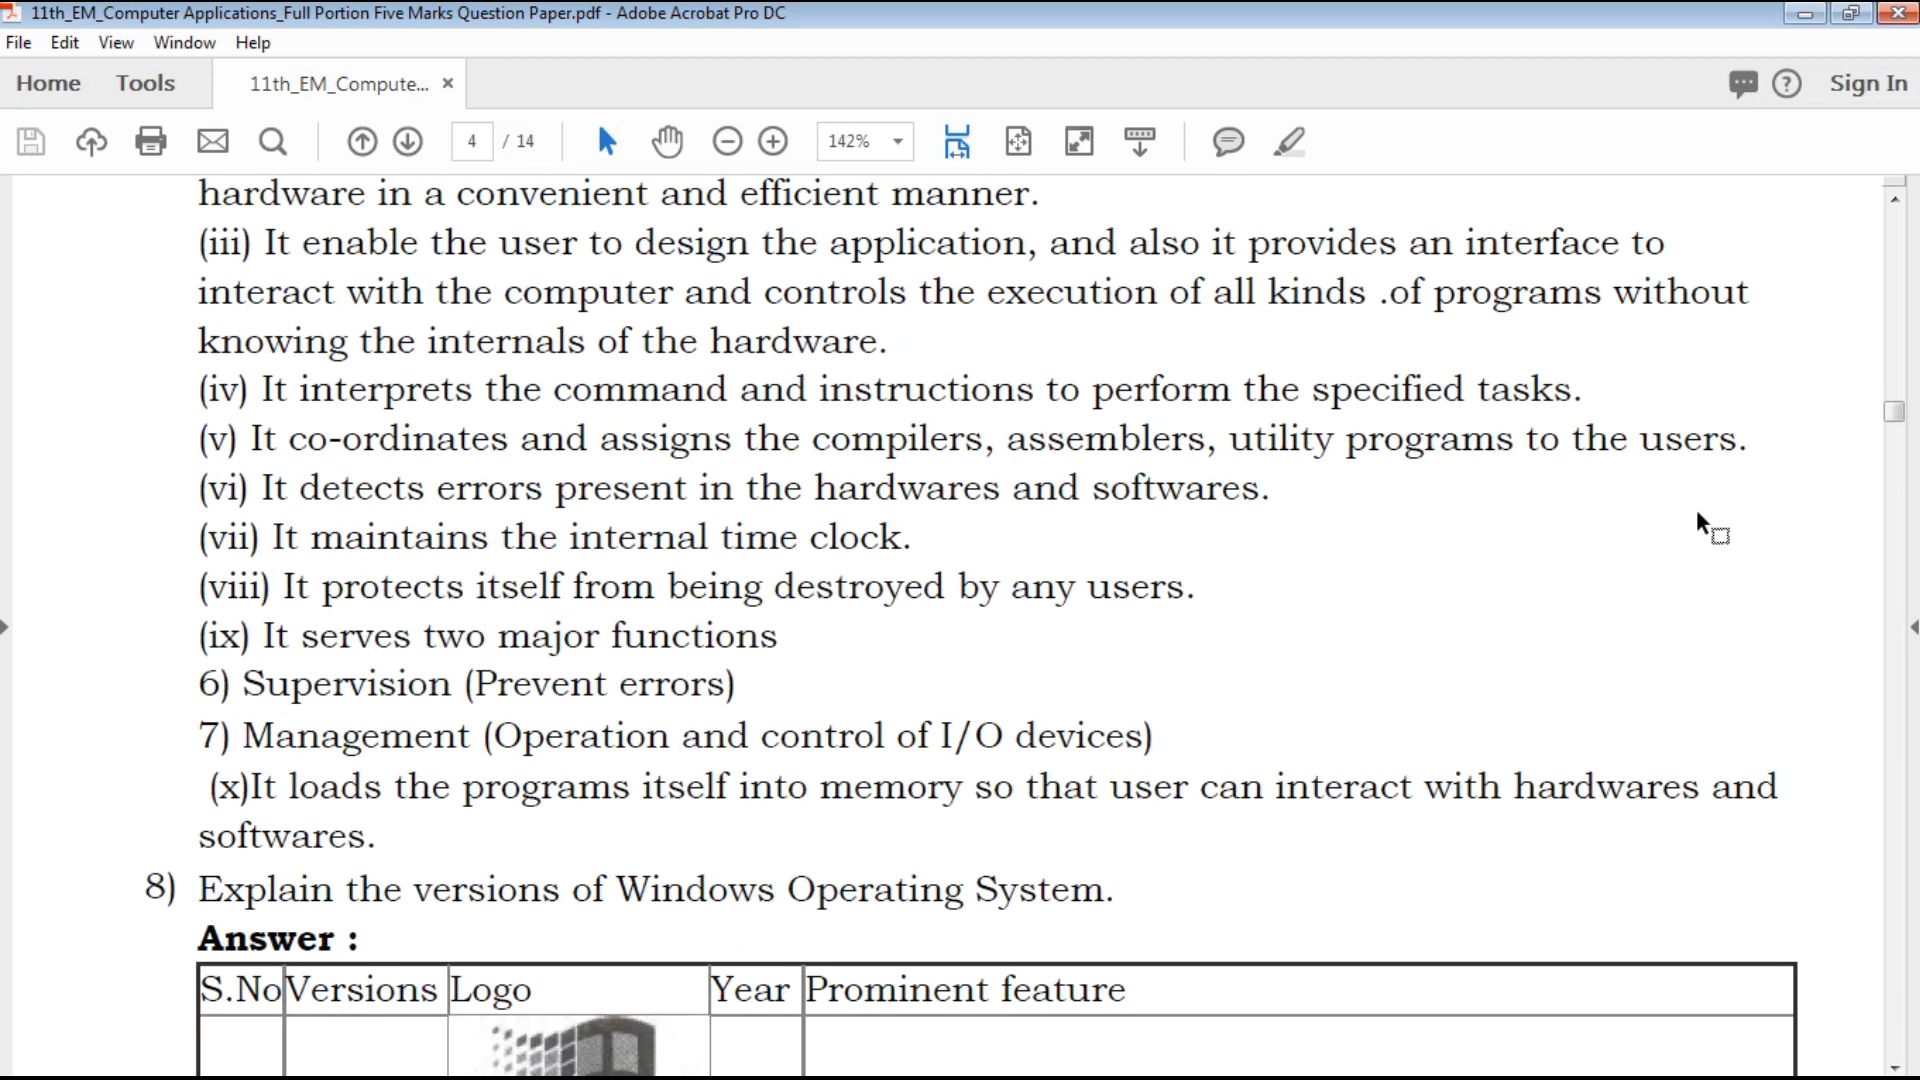 11th_EM_Computer Applications_Full Portion Five Marks Question Paper.pdf - Adobe Acrobat Pro DC
File Edit View Window Help
Home Tools 11th_EM_Compute... × Sign In
4 / 14 142%
hardware in a convenient and efficient manner.
(iii) It enable the user to design the application, and also it provides an interface to
interact with the computer and controls the execution of all kinds .of programs without
knowing the internals of the hardware.
(iv) It interprets the command and instructions to perform the specified tasks.
(v) It co-ordinates and assigns the compilers, assemblers, utility programs to the users.
(vi) It detects errors present in the hardwares and softwares.
(vii) It maintains the internal time clock.
(viii) It protects itself from being destroyed by any users.
(ix) It serves two major functions
6) Supervision (Prevent errors)
7) Management (Operation and control of I/O devices)
(x)It loads the programs itself into memory so that user can interact with hardwares and
softwares.
8) Explain the versions of Windows Operating System.
Answer :
S.No Versions Logo Year Prominent feature